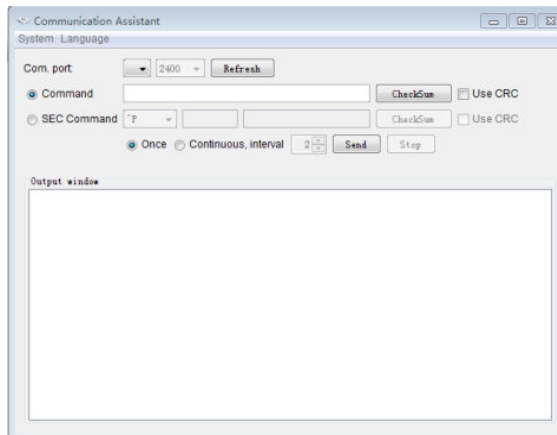 Communication Assistant
System Language
Com. port 2400 Refresh
Command CheckSum Use CRC
SEC Command ^P CheckSum Use CRC
Once Continuous, interval 2 Send Stop
Output window